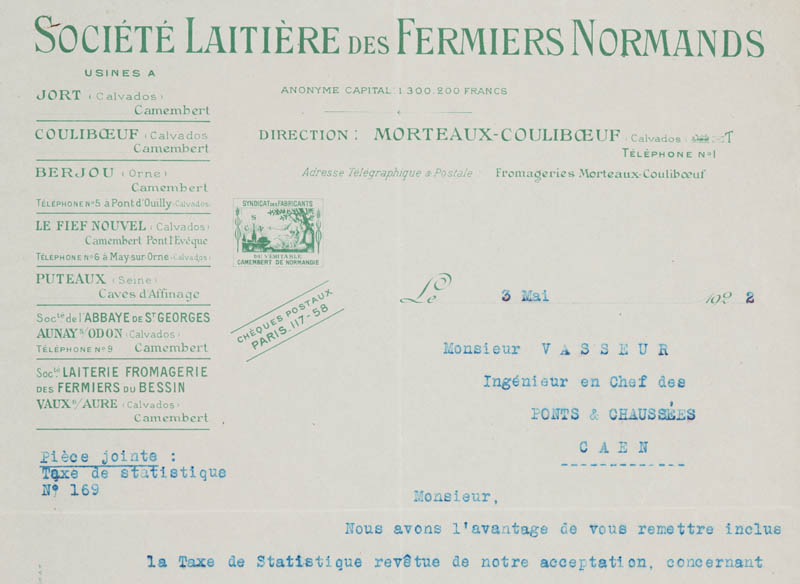 SOCIÉTÉ LAITIÈRE DES FERMIERS NORMANDS
ANONYME CAPITAL: 1.300.200 FRANCS
USINES A
JORT (Calvados)
Camembert
COULIBŒUF (Calvados
Camembert
BERJOU (Orne)
Camembert
TÉLÉPHONE Nº5 à Pont d'Ouilly (Calvados)
LE FIEF NOUVEL (Calvados)
Camembert Pont l'Evêque
TÉLÉPHONE Nº6 à May-sur-Orne (Calvados)
PUTEAUX (Seine)
Caves d'Affinage
Socté de l'ABBAYE DE ST GEORGES
AUNAY S/ODON (Calvados)
TÉLÉPHONE Nº 9 Camembert
Socté LAITERIE FROMAGERIE
DES FERMIERS DU BESSIN
VAUX S/AURE (Calvados)
Camembert
DIRECTION: MORTEAUX-COULIBŒUF (Calvados) T
TÉLÉPHONE Nº1
Adresse Télégraphique & Postale: Fromageries Morteaux-Coulibœuf
SYNDICAT DES FABRICANTS
DU VÉRITABLE
CAMEMBERT DE NORMANDIE
CHÈQUES POSTAUX
PARIS. 117-58
Le 3 Mai 1922
Monsieur VASSEUR
Ingénieur en Chef des
PONTS & CHAUSSÉES
CAEN
Pièce jointe :
Taxe de statistique
Nº 169
Monsieur,
Nous avons l'avantage de vous remettre inclus
la Taxe de Statistique revêtue de notre acceptation, concernant